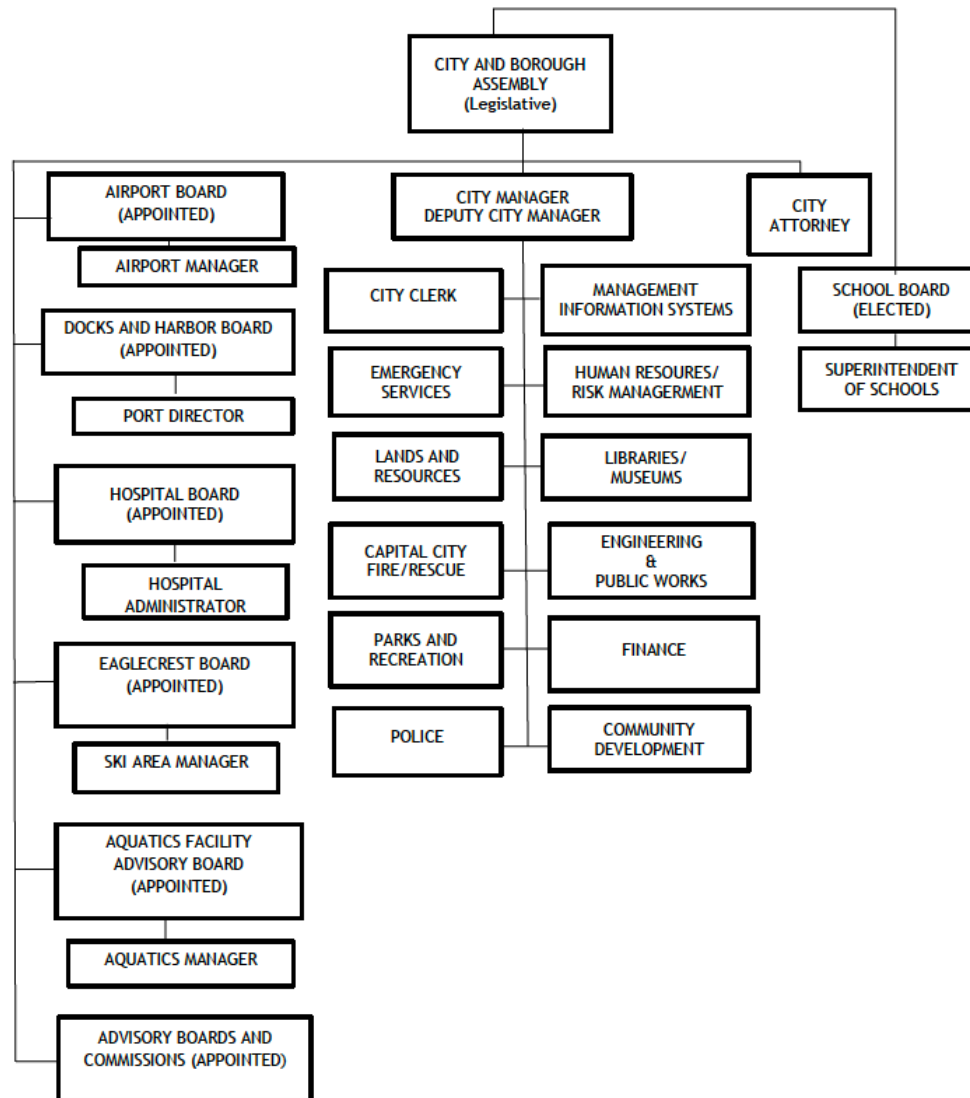 CITY AND BOROUGH
ASSEMBLY
(Legislative)
AIRPORT BOARD
(APPOINTED)
AIRPORT MANAGER
DOCKS AND HARBOR BOARD
(APPOINTED)
PORT DIRECTOR
HOSPITAL BOARD
(APPOINTED)
HOSPITAL
ADMINISTRATOR
EAGLECREST BOARD
(APPOINTED)
SKI AREA MANAGER
AQUATICS FACILITY
ADVISORY BOARD
(APPOINTED)
AQUATICS MANAGER
ADVISORY BOARDS AND
COMMISSIONS (APPOINTED)
CITY MANAGER
DEPUTY CITY MANAGER
CITY CLERK
MANAGEMENT
INFORMATION SYSTEMS
EMERGENCY
SERVICES
HUMAN RESOURES/
RISK MANAGERMENT
LANDS AND
RESOURCES
LIBRARIES/
MUSEUMS
CAPITAL CITY
FIRE/RESCUE
ENGINEERING
&
PUBLIC WORKS
PARKS AND
RECREATION
FINANCE
POLICE
COMMUNITY
DEVELOPMENT
CITY
ATTORNEY
SCHOOL BOARD
(ELECTED)
SUPERINTENDENT
OF SCHOOLS